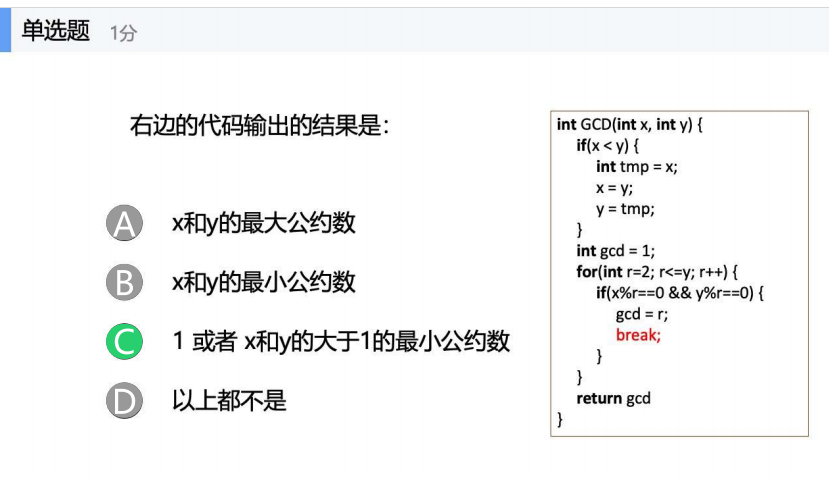 单选题 1分
右边的代码输出的结果是：
A x和y的最大公约数
B x和y的最小公约数
C 1 或者 x和y的大于1的最小公约数
D 以上都不是
int GCD(int x, int y) {
if(x < y) {
int tmp = x;
x = y;
y = tmp;
}
int gcd = 1;
for(int r=2; r<=y; r++) {
if(x%r==0 && y%r==0) {
gcd = r;
break;
}
}
return gcd
}